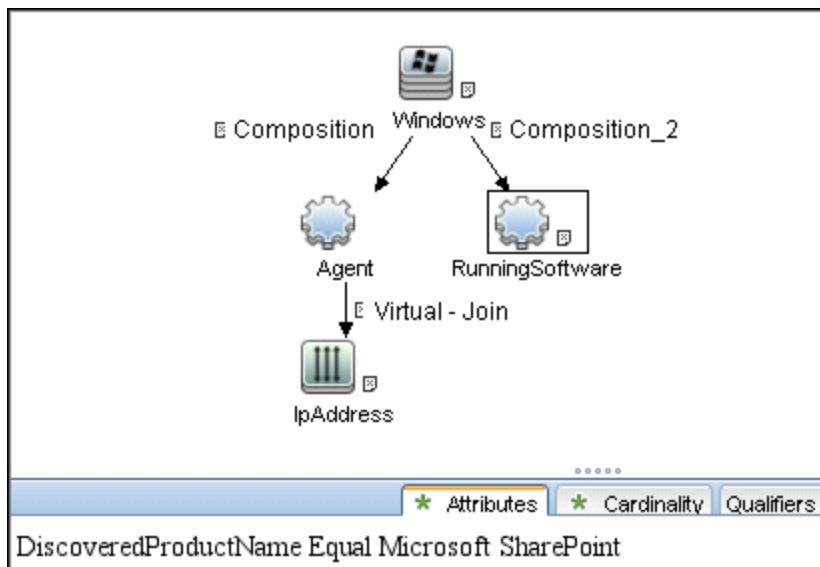 Windows
Composition
Composition_2
Agent
RunningSoftware
Virtual - Join
IpAddress
* Attributes
* Cardinality
Qualifiers
DiscoveredProductName Equal Microsoft SharePoint